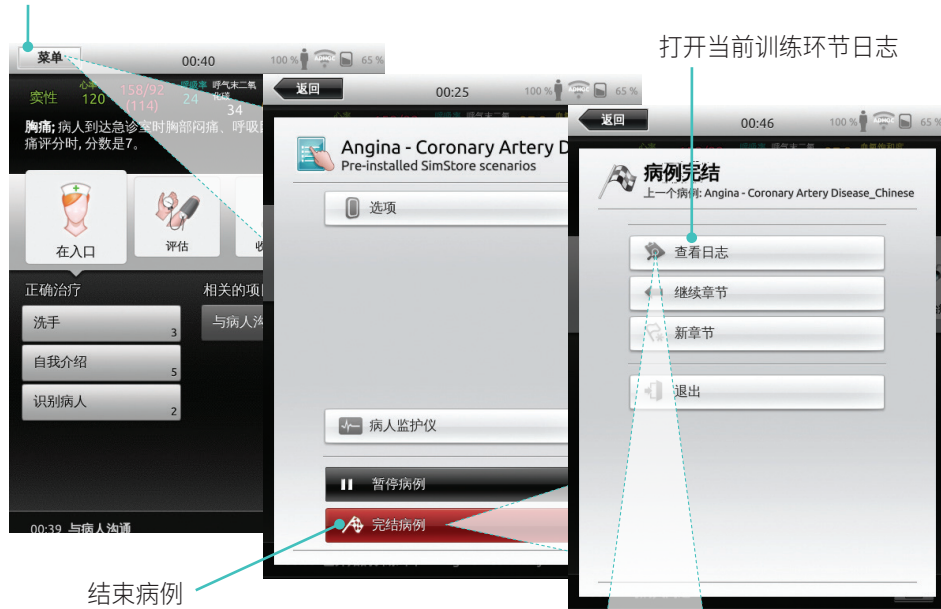 打开当前训练环节日志
菜单
00:40
100 %
65 %
窦性
心率
120
158/92
(114)
呼吸率
24
呼气末二氧
化碳
34
胸痛; 病人到达急诊室时胸部闷痛、呼吸
痛评分时, 分数是7。
在入口
评估
正确治疗
相关的项
洗手
3
自我介绍
5
识别病人
2
与病人沟
00:39 与病人沟通
返回
00:25
100 %
65 %
Angina - Coronary Artery D
Pre-installed SimStore scenarios
选项
病人监护仪
暂停病例
完结病例
结束病例
返回
00:46
100 %
65 %
病例完结
上一个病例: Angina - Coronary Artery Disease_Chinese
查看日志
继续章节
新章节
退出